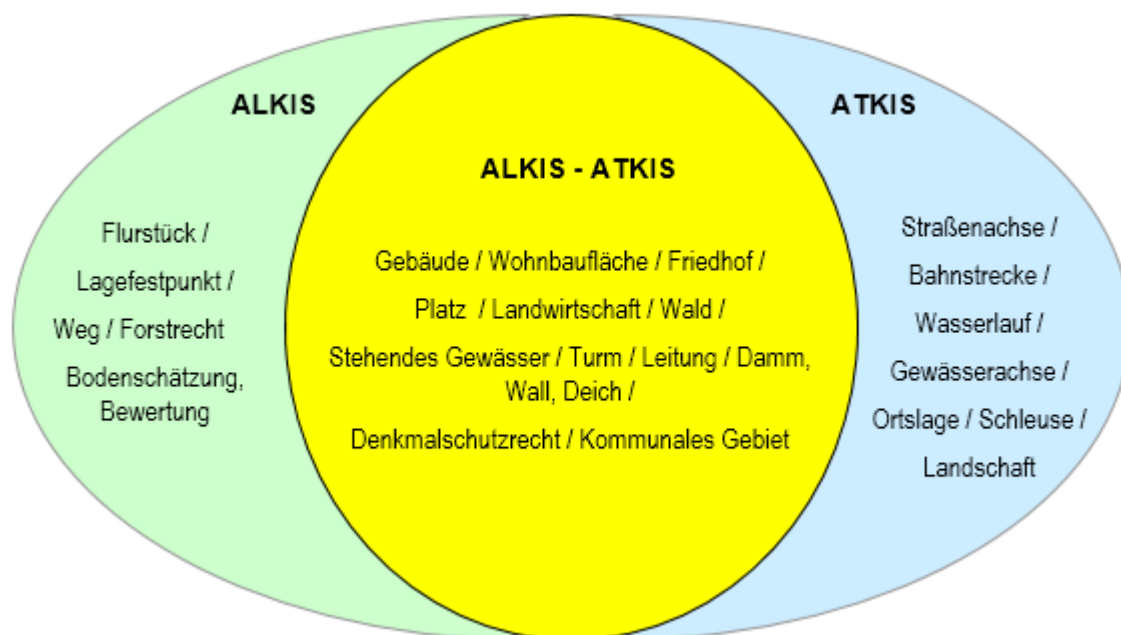 ALKIS
Flurstück /
Lagefestpunkt /
Weg / Forstrecht
Bodenschätzung,
Bewertung
ALKIS - ATKIS
Gebäude / Wohnbaufläche / Friedhof /
Platz / Landwirtschaft / Wald /
Stehendes Gewässer / Turm / Leitung / Damm,
Wall, Deich /
Denkmalschutzrecht / Kommunales Gebiet
ATKIS
Straßenachse /
Bahnstrecke /
Wasserlauf /
Gewässerachse /
Ortslage / Schleuse /
Landschaft